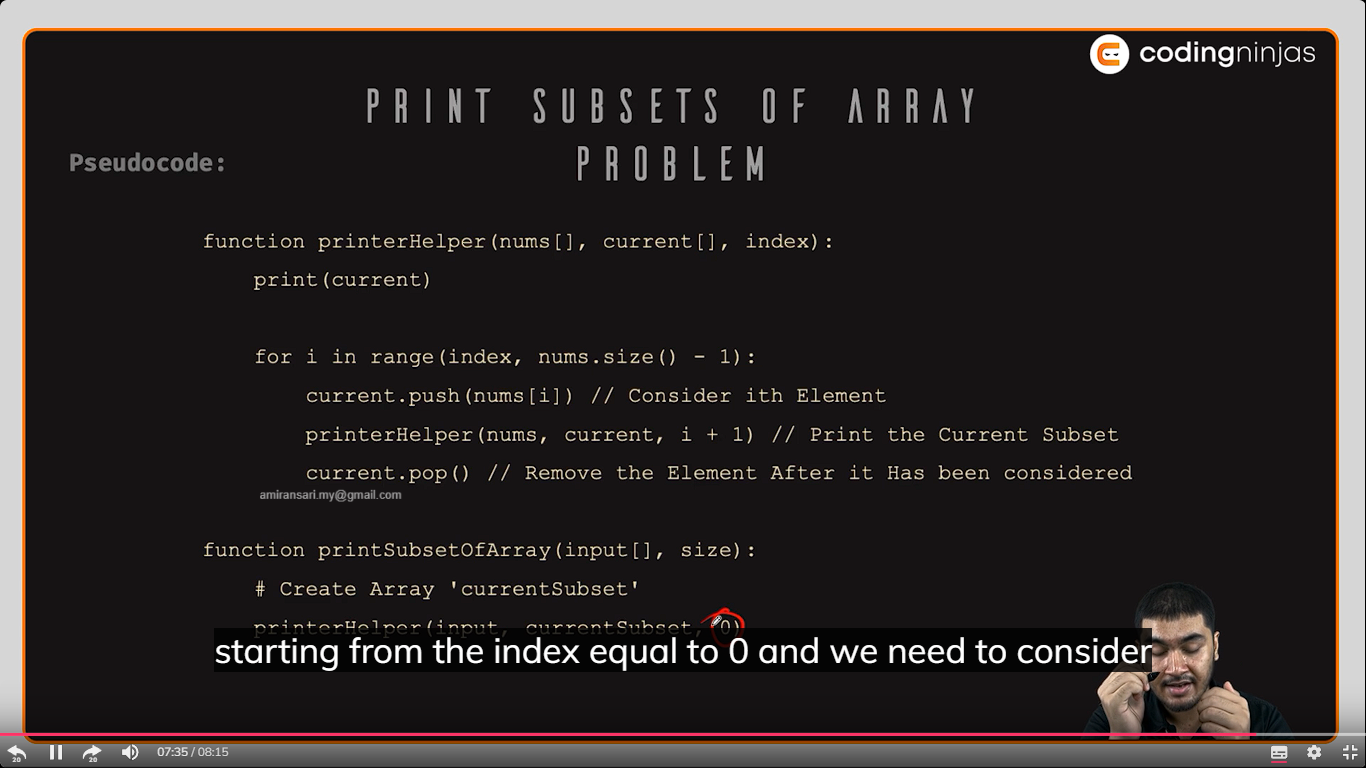 codingninjas
PRINT SUBSETS OF ARRAY
PROBLEM
Pseudocode:
function printerHelper(nums[], current[], index):
print(current)
for i in range(index, nums.size() - 1):
current.push(nums[i]) // Consider ith Element
printerHelper(nums, current, i + 1) // Print the Current Subset
current.pop() // Remove the Element After it Has been considered
amiransari.my@gmail.com
function printSubsetOfArray(input[], size):
# Create Array 'currentSubset'
printerHelper(input, currentSubset, 0)
starting from the index equal to 0 and we need to consider
20
20
07:35 / 08:15